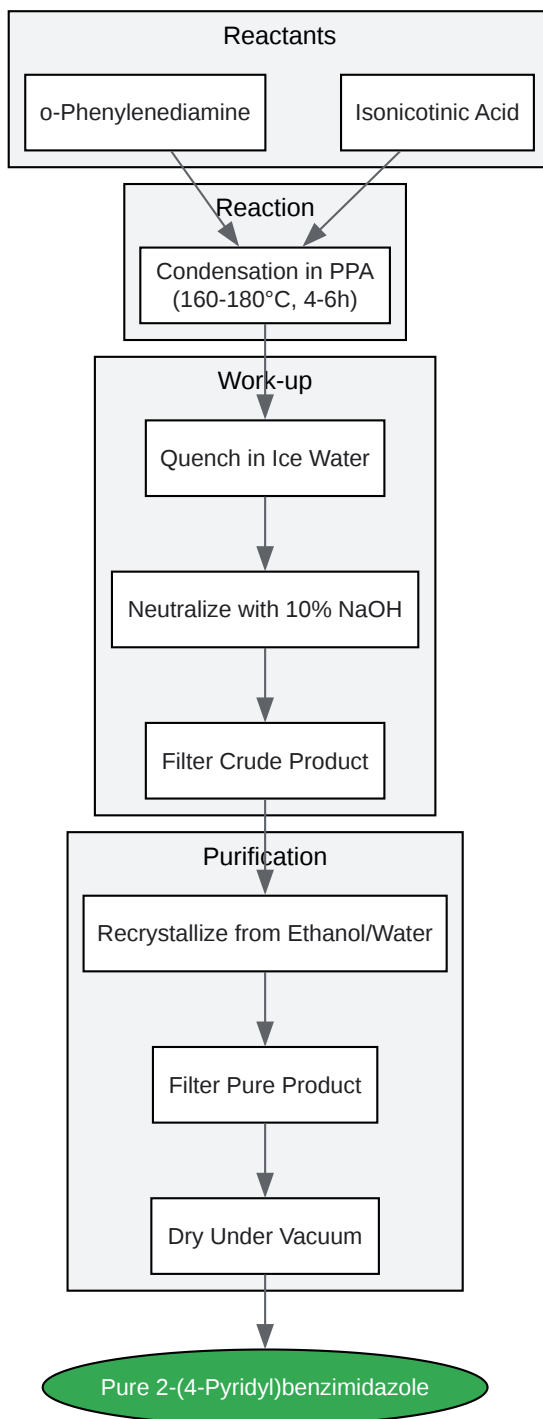 Reactants
o-Phenylenediamine
Isonicotinic Acid
Reaction
Condensation in PPA
(160-180°C, 4-6h)
Work-up
Quench in Ice Water
Neutralize with 10% NaOH
Filter Crude Product
Purification
Recrystallize from Ethanol/Water
Filter Pure Product
Dry Under Vacuum
Pure 2-(4-Pyridyl)benzimidazole